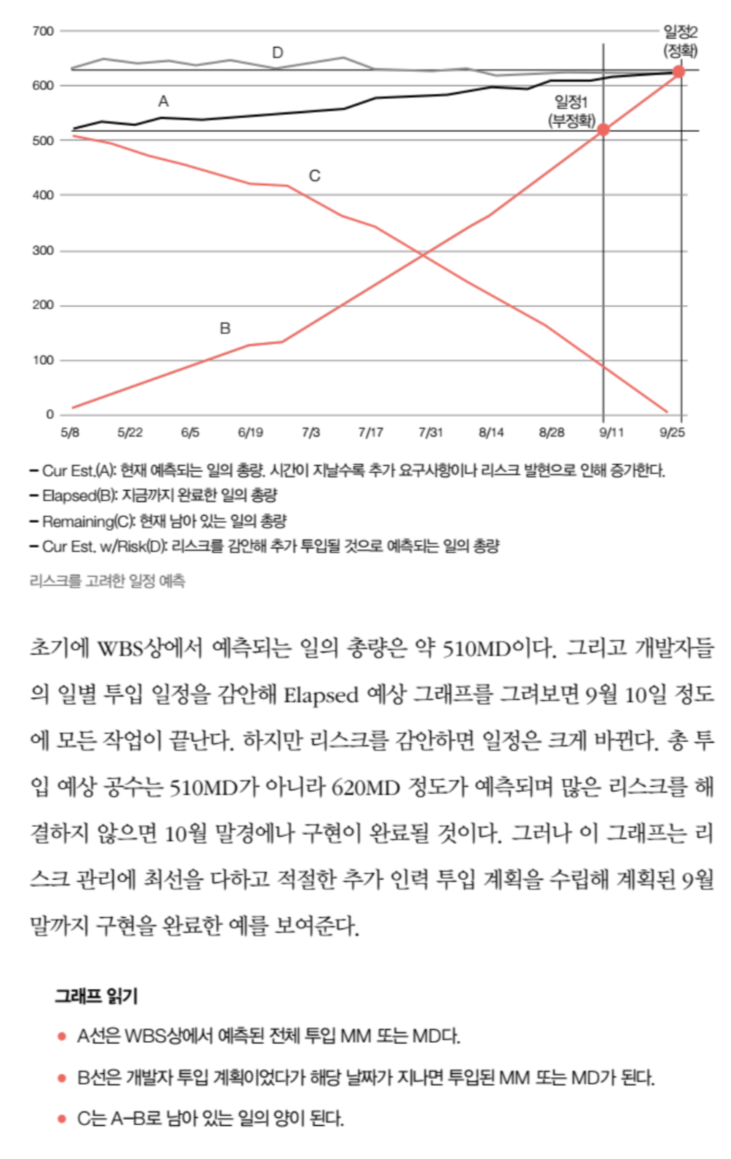 700
600
500
400
300
200
100
0
D
A
C
B
일정2
(정확)
일정1
(부정확)
5/8 5/22 6/5 6/19 7/3 7/17 7/31 8/14 8/28 9/11 9/25
– Cur Est.(A): 현재 예측되는 일의 총량. 시간이 지날수록 추가 요구사항이나 리스크 발현으로 인해 증가한다.
– Elapsed(B): 지금까지 완료한 일의 총량
– Remaining(C): 현재 남아 있는 일의 총량
– Cur Est. w/Risk(D): 리스크를 감안해 추가 투입될 것으로 예측되는 일의 총량
리스크를 고려한 일정 예측
초기에 WBS상에서 예측되는 일의 총량은 약 510MD이다. 그리고 개발자들
의 일별 투입 일정을 감안해 Elapsed 예상 그래프를 그려보면 9월 10일 정도
에 모든 작업이 끝난다. 하지만 리스크를 감안하면 일정은 크게 바뀐다. 총 투
입 예상 공수는 510MD가 아니라 620MD 정도가 예측되며 많은 리스크를 해
결하지 않으면 10월 말경에나 구현이 완료될 것이다. 그러나 이 그래프는 리
스크 관리에 최선을 다하고 적절한 추가 인력 투입 계획을 수립해 계획된 9월
말까지 구현을 완료한 예를 보여준다.
그래프 읽기
• A선은 WBS상에서 예측된 전체 투입 MM 또는 MD다.
• B선은 개발자 투입 계획이었다가 해당 날짜가 지나면 투입된 MM 또는 MD가 된다.
• C는 A–B로 남아 있는 일의 양이 된다.